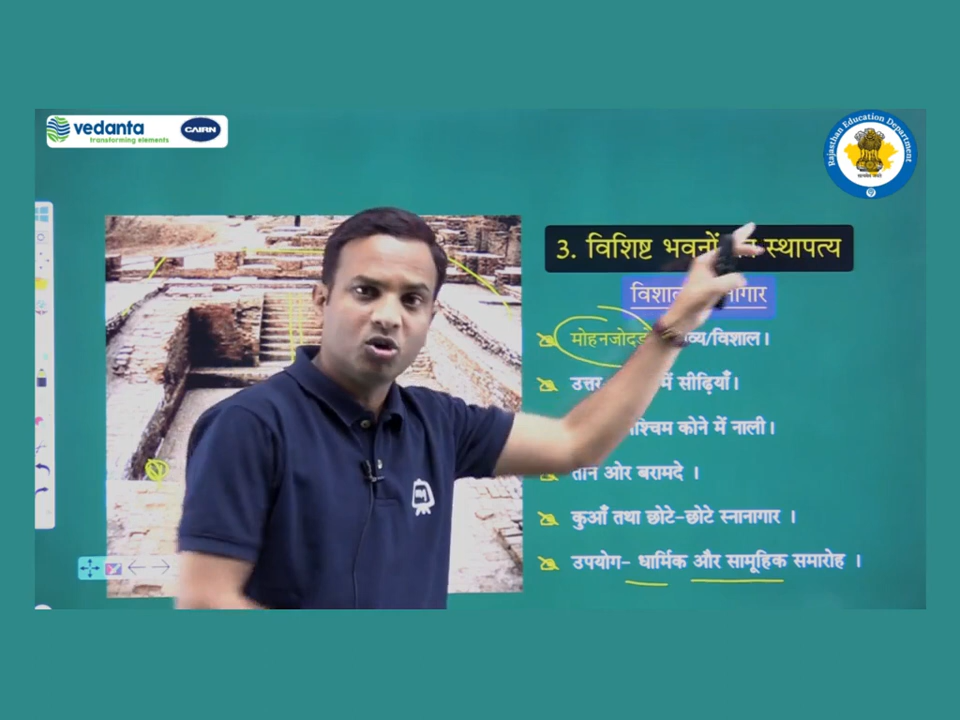 vedanta
transforming elements
CAIRN
Rajasthan Education Department
3. विशिष्ट भवनों स्थापत्य
मोहनजोदड़
विशाल।
उत्तर- में सीढ़ियाँ।
कोने में नाली।
तीन ओर बरामदे ।
कुआँ तथा छोटे-छोटे स्नानागार ।
उपयोग- धार्मिक और सामूहिक समारोह ।